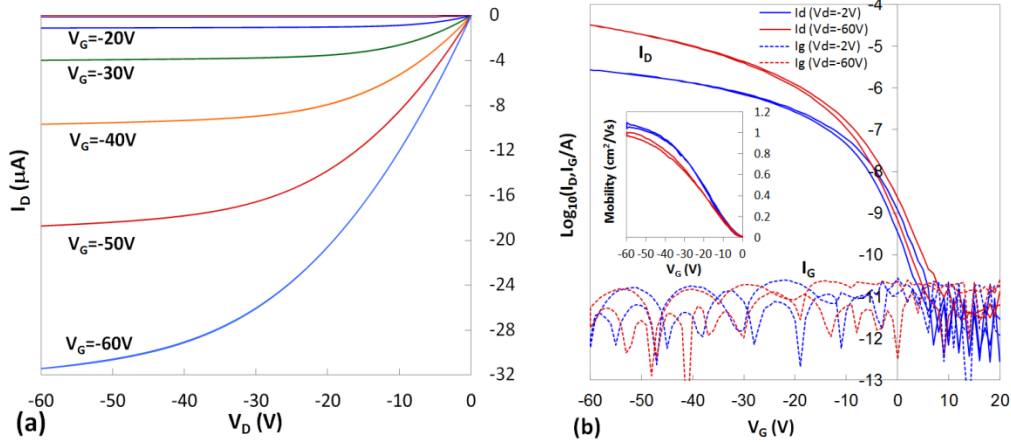 0
-4
-8
-12
-16
-20
-24
-28
-32
V_G=-20V
V_G=-30V
V_G=-40V
V_G=-50V
V_G=-60V
I_D (µA)
-60 -50 -40 -30 -20 -10 0
V_D (V)
(a)
-4
-5
-6
-7
-8
-9
-10
-11
-12
-13
Id (Vd=-2V)
Id (Vd=-60V)
Ig (Vd=-2V)
Ig (Vd=-60V)
I_D
Log₁₀(I_D,I_G/A)
1.2
1
0.8
0.6
0.4
0.2
0
Mobility (cm²/Vs)
-60 -50 -40 -30 -20 -10 0
V_G (V)
I_G
-60 -50 -40 -30 -20 -10 0 10 20
V_G (V)
(b)